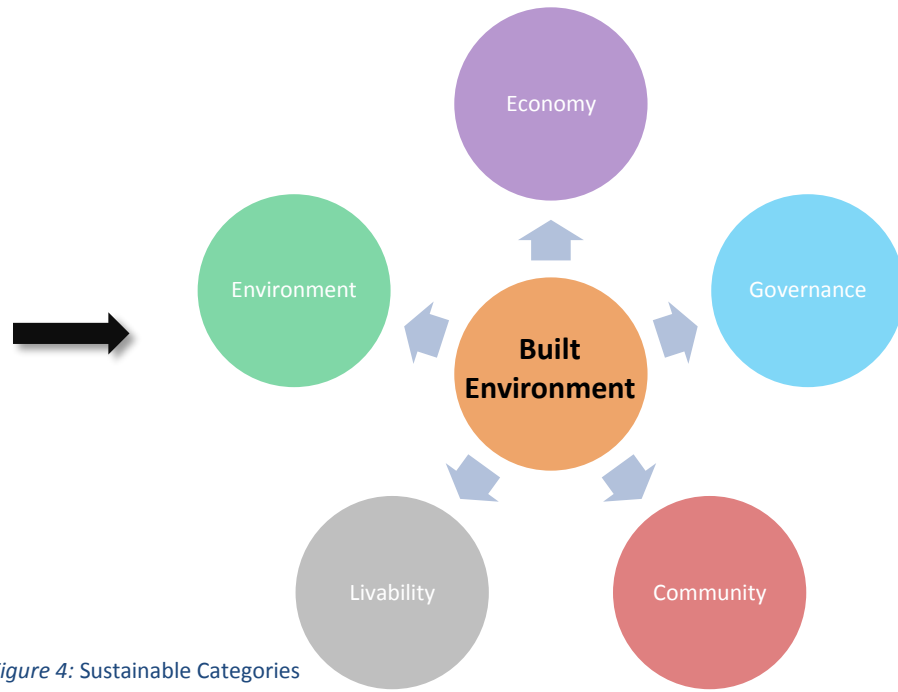 Economy
Environment
Governance
Built
Environment
Livability
Community
igure 4: Sustainable Categories